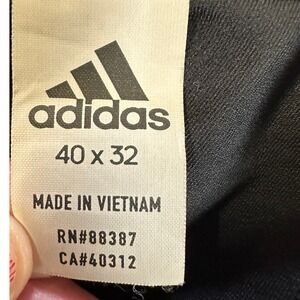 adidas
40 x 32
MADE IN VIETNAM
RN#88387
CA#40312